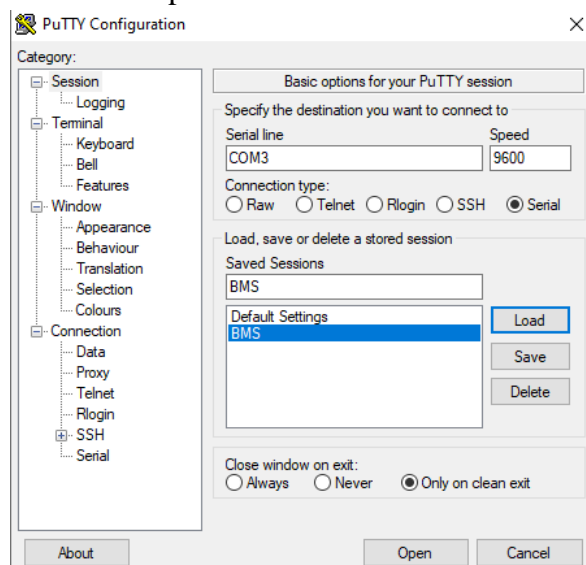 PuTTY Configuration
Category:
Session
Logging
Terminal
Keyboard
Bell
Features
Window
Appearance
Behaviour
Translation
Selection
Colours
Connection
Data
Proxy
Telnet
Rlogin
SSH
Serial
Basic options for your PuTTY session
Specify the destination you want to connect to
Serial line Speed
COM3 9600
Connection type:
Raw Telnet Rlogin SSH Serial
Load, save or delete a stored session
Saved Sessions
BMS
Default Settings
BMS
Load
Save
Delete
Close window on exit:
Always Never Only on clean exit
About Open Cancel